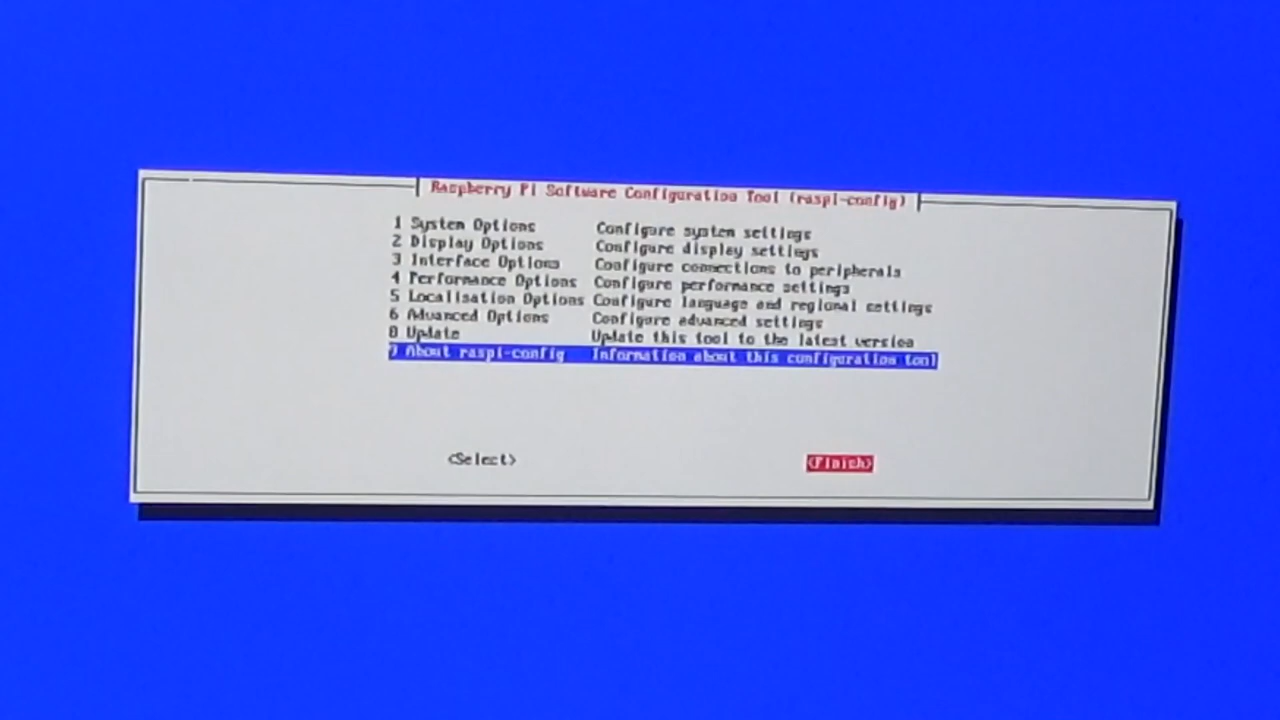 Raspberry Pi Software Configuration Tool (raspi-config)
1 System Options Configure system settings
2 Display Options Configure display settings
3 Interface Options Configure connections to peripherals
4 Performance Options Configure performance settings
5 Localisation Options Configure language and regional settings
6 Advanced Options Configure advanced settings
8 Update Update this tool to the latest version
9 About raspi-config Information about this configuration tool
<Select> <Finish>